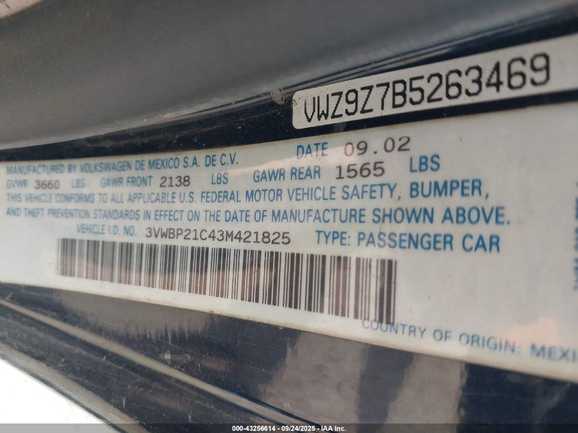 VWZ9Z7B5263469
MANUFACTURED BY VOLKSWAGEN DE MEXICO S.A. DE C.V. DATE 09.02
GVWR 3660 LBS GAWR FRONT 2138 LBS GAWR REAR 1565 LBS
THIS VEHICLE CONFORMS TO ALL APPLICABLE U.S. FEDERAL MOTOR VEHICLE SAFETY, BUMPER,
AND THEFT PREVENTION STANDARDS IN EFFECT ON THE DATE OF MANUFACTURE SHOWN ABOVE.
VEHICLE I.D. NO. 3VWBP21C43M421825 TYPE: PASSENGER CAR
COUNTRY OF ORIGIN: MEXI
000-43256614 - 09/24/2025 - IAA Inc.